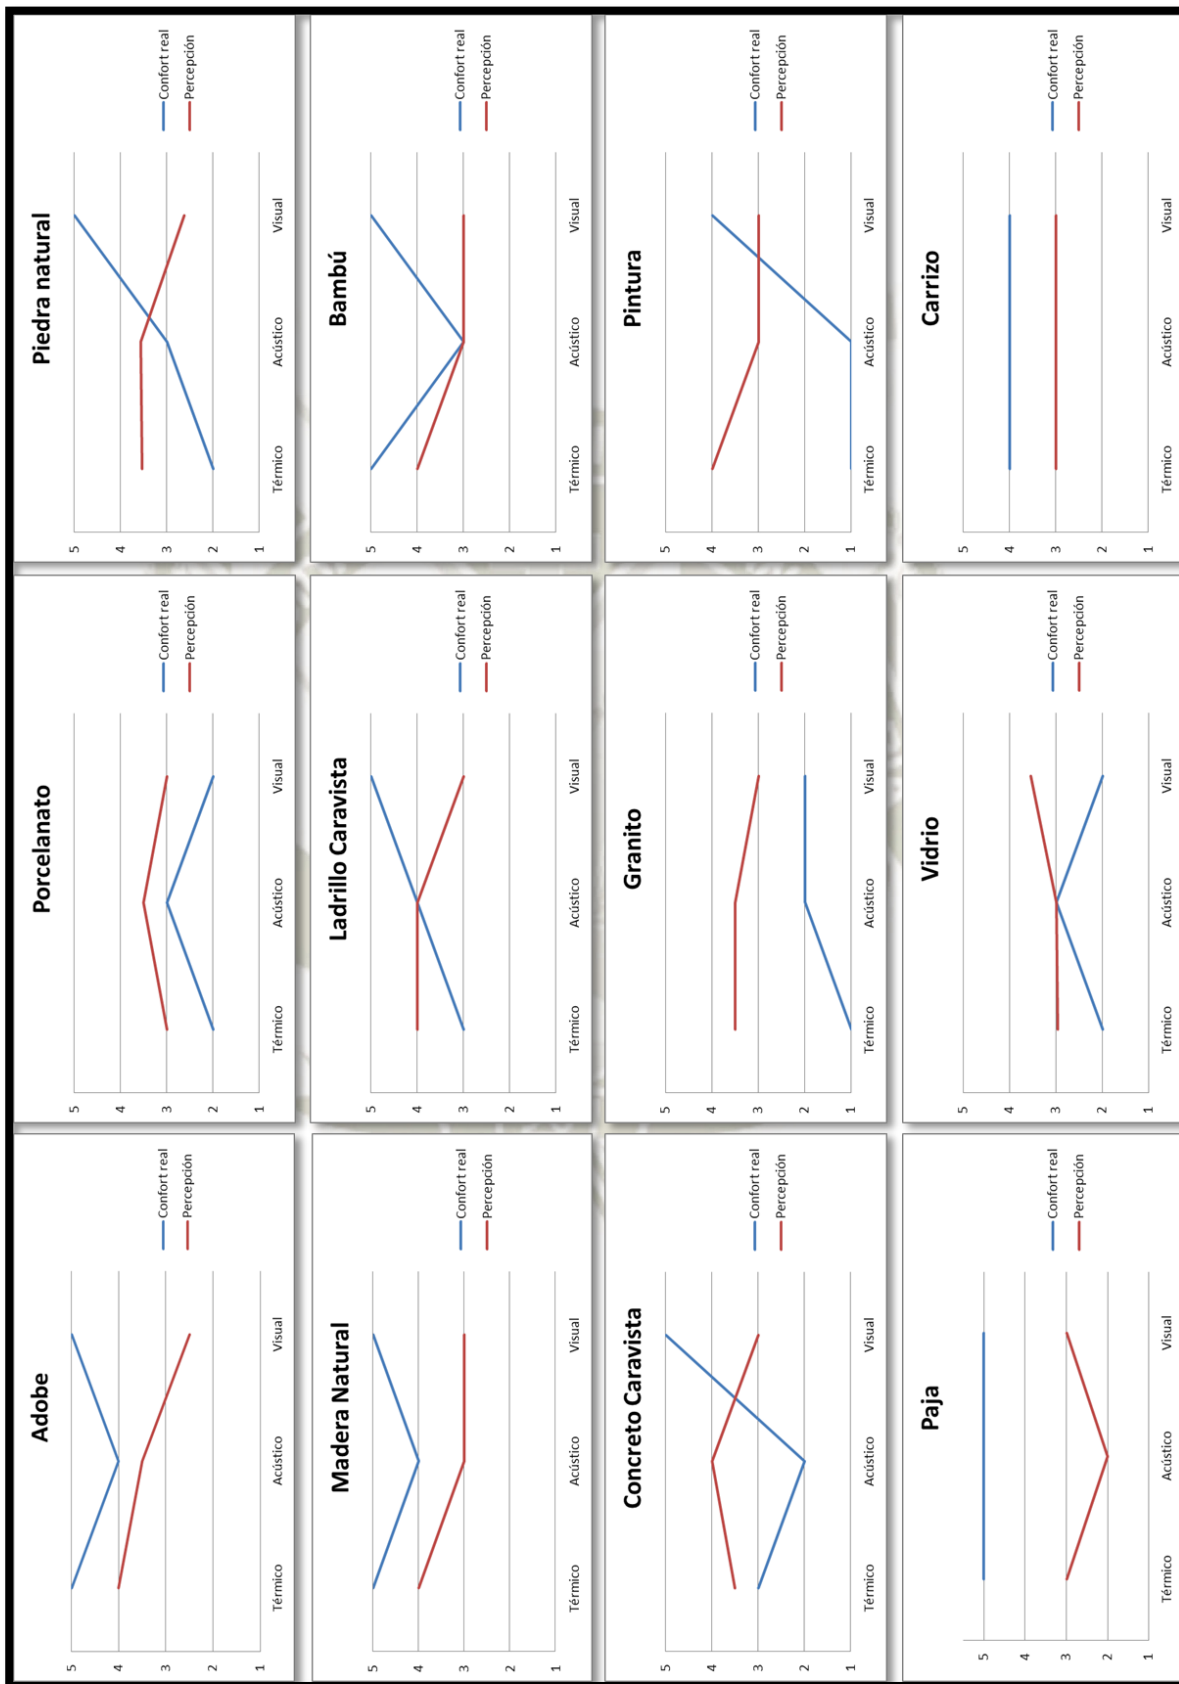 Adobe
5
4
3
2
1
Térmico
Acústico
Visual
Confort real
Percepción
Porcelanato
5
4
3
2
1
Térmico
Acústico
Visual
Confort real
Percepción
Piedra natural
5
4
3
2
1
Térmico
Acústico
Visual
Confort real
Percepción
Madera Natural
5
4
3
2
1
Térmico
Acústico
Visual
Confort real
Percepción
Ladrillo Caravista
5
4
3
2
1
Térmico
Acústico
Visual
Confort real
Percepción
Bambú
5
4
3
2
1
Térmico
Acústico
Visual
Confort real
Percepción
Concreto Caravista
5
4
3
2
1
Térmico
Acústico
Visual
Confort real
Percepción
Granito
5
4
3
2
1
Térmico
Acústico
Visual
Confort real
Percepción
Pintura
5
4
3
2
1
Térmico
Acústico
Visual
Confort real
Percepción
Paja
5
4
3
2
1
Térmico
Acústico
Visual
Confort real
Percepción
Vidrio
5
4
3
2
1
Térmico
Acústico
Visual
Confort real
Percepción
Carrizo
5
4
3
2
1
Térmico
Acústico
Visual
Confort real
Percepción